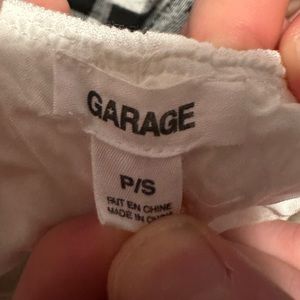 GARAGE
P/S
FAIT EN CHINE
MADE IN CHINA